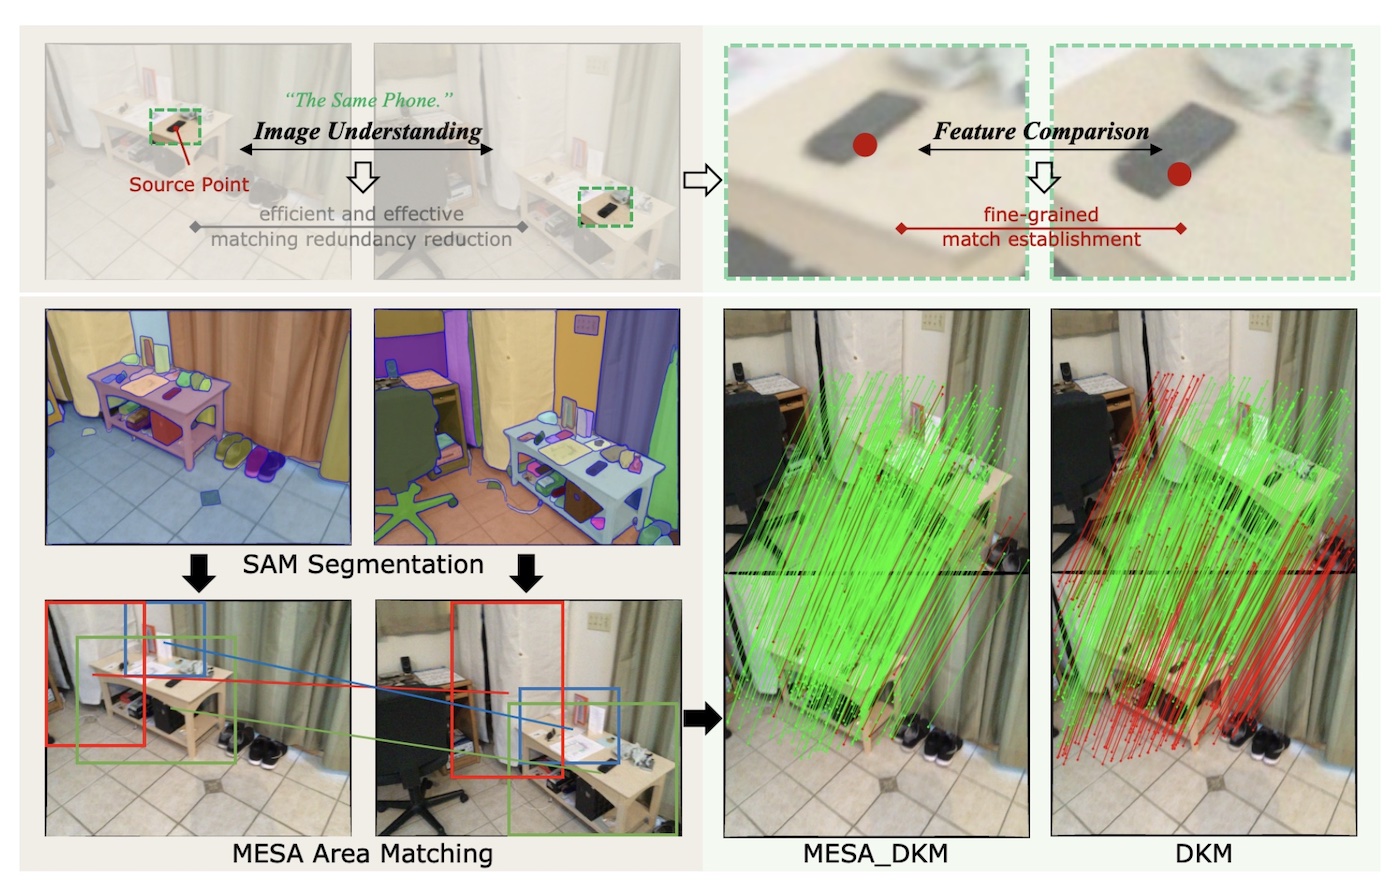 “The Same Phone.”
Image Understanding
Source Point
efficient and effective
matching redundancy reduction
Feature Comparison
fine-grained
match establishment
SAM Segmentation
MESA Area Matching
MESA_DKM
DKM